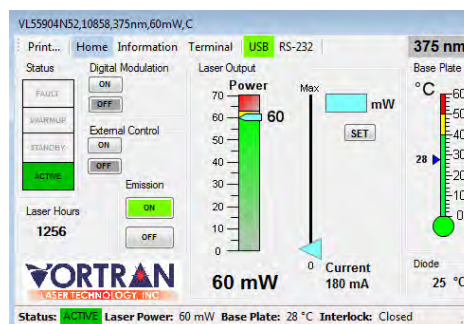 VL55904N52,10858,375nm,60mW,C
Print... Home Information Terminal USB RS-232 375 nm
Status
FAULT
WARMUP
STANDBY
ACTIVE
Laser Hours
1256
Digital Modulation
ON
OFF
External Control
ON
OFF
Emission
ON
OFF
VORTRAN
LASER TECHNOLOGY, INC.
Laser Output
Power
70
60
50
40
30
20
10
0
60
60 mW
Max
0
mW
SET
Current
180 mA
Base Plate
°C
60
50
40
30
20
10
0
28
Diode
25 °C
Status: ACTIVE Laser Power: 60 mW Base Plate: 28 °C Interlock: Closed